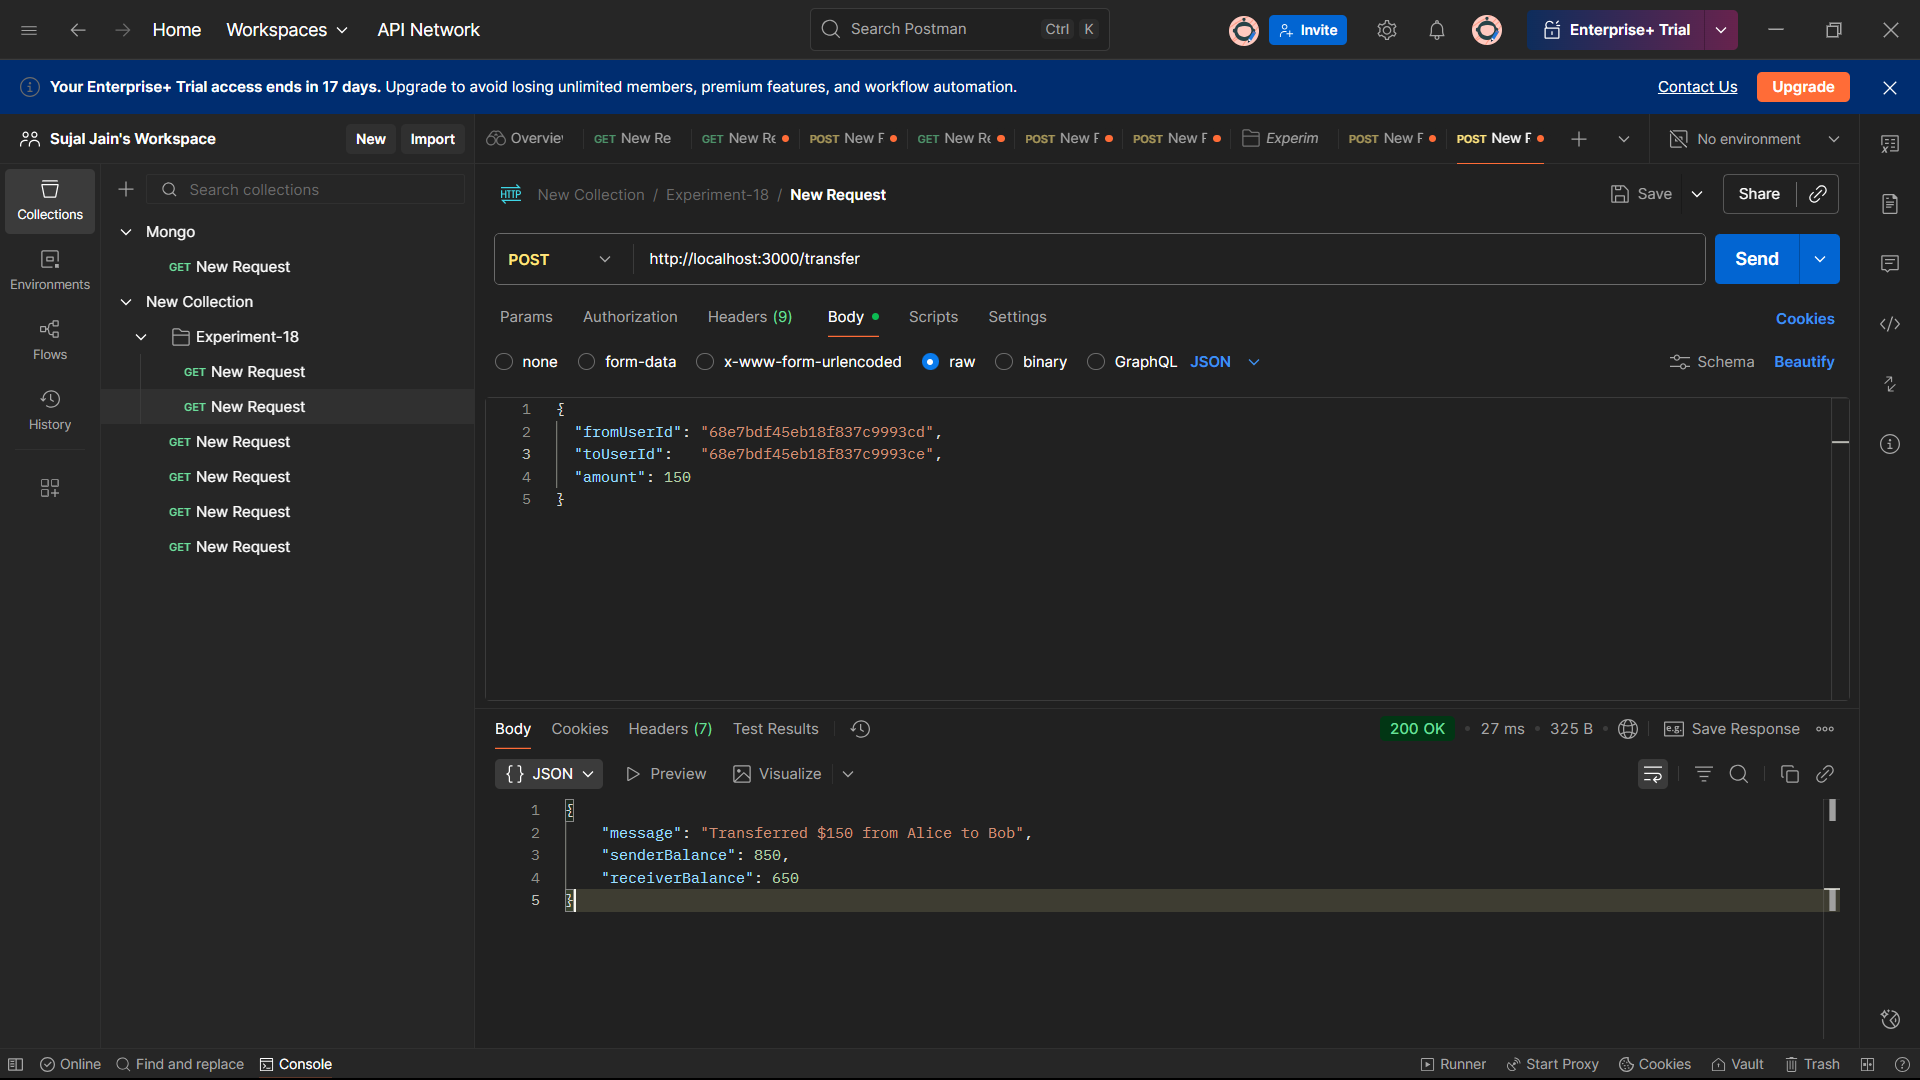 Home Workspaces API Network Search Postman Ctrl K Invite Enterprise+ Trial
Your Enterprise+ Trial access ends in 17 days. Upgrade to avoid losing unlimited members, premium features, and workflow automation. Contact Us Upgrade
Sujal Jain's Workspace New Import
Overvie GET New Re GET New Re POST New F GET New Re POST New F POST New F Experim POST New F POST New F No environment
Collections
Environments
Flows
History
Search collections
Mongo
GET New Request
New Collection
Experiment-18
GET New Request
GET New Request
GET New Request
GET New Request
GET New Request
GET New Request
HTTP New Collection / Experiment-18 / New Request Save Share
POST http://localhost:3000/transfer Send
Params Authorization Headers (9) Body Scripts Settings Cookies
none form-data x-www-form-urlencoded raw binary GraphQL JSON Schema Beautify
1 {
2 "fromUserId": "68e7bdf45eb18f837c9993cd",
3 "toUserId": "68e7bdf45eb18f837c9993ce",
4 "amount": 150
5 }
Body Cookies Headers (7) Test Results 200 OK • 27 ms • 325 B • e.g. Save Response
{} JSON Preview Visualize
1 {
2 "message": "Transferred $150 from Alice to Bob",
3 "senderBalance": 850,
4 "receiverBalance": 650
5 }
Online Find and replace Console Runner Start Proxy Cookies Vault Trash